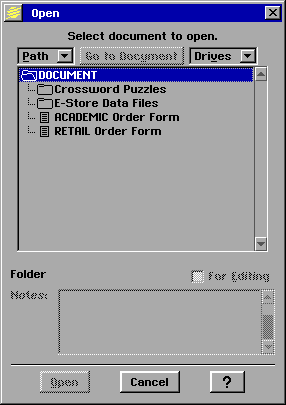 Open
Select document to open.
Path Go to Document Drives
DOCUMENT
Crossword Puzzles
E-Store Data Files
ACADEMIC Order Form
RETAIL Order Form
Folder For Editing
Notes:
Open Cancel ?